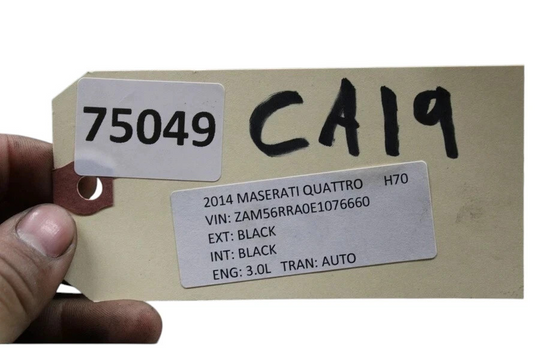 75049
CA19
2014 MASERATI QUATTRO H70
VIN: ZAM56RRA0E1076660
EXT: BLACK
INT: BLACK
ENG: 3.0L TRAN: AUTO